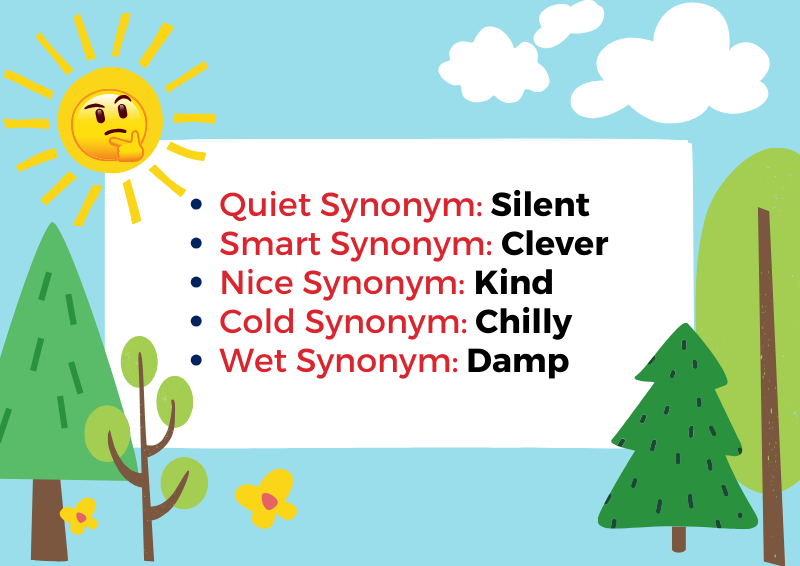 Quiet Synonym: Silent
Smart Synonym: Clever
Nice Synonym: Kind
Cold Synonym: Chilly
Wet Synonym: Damp